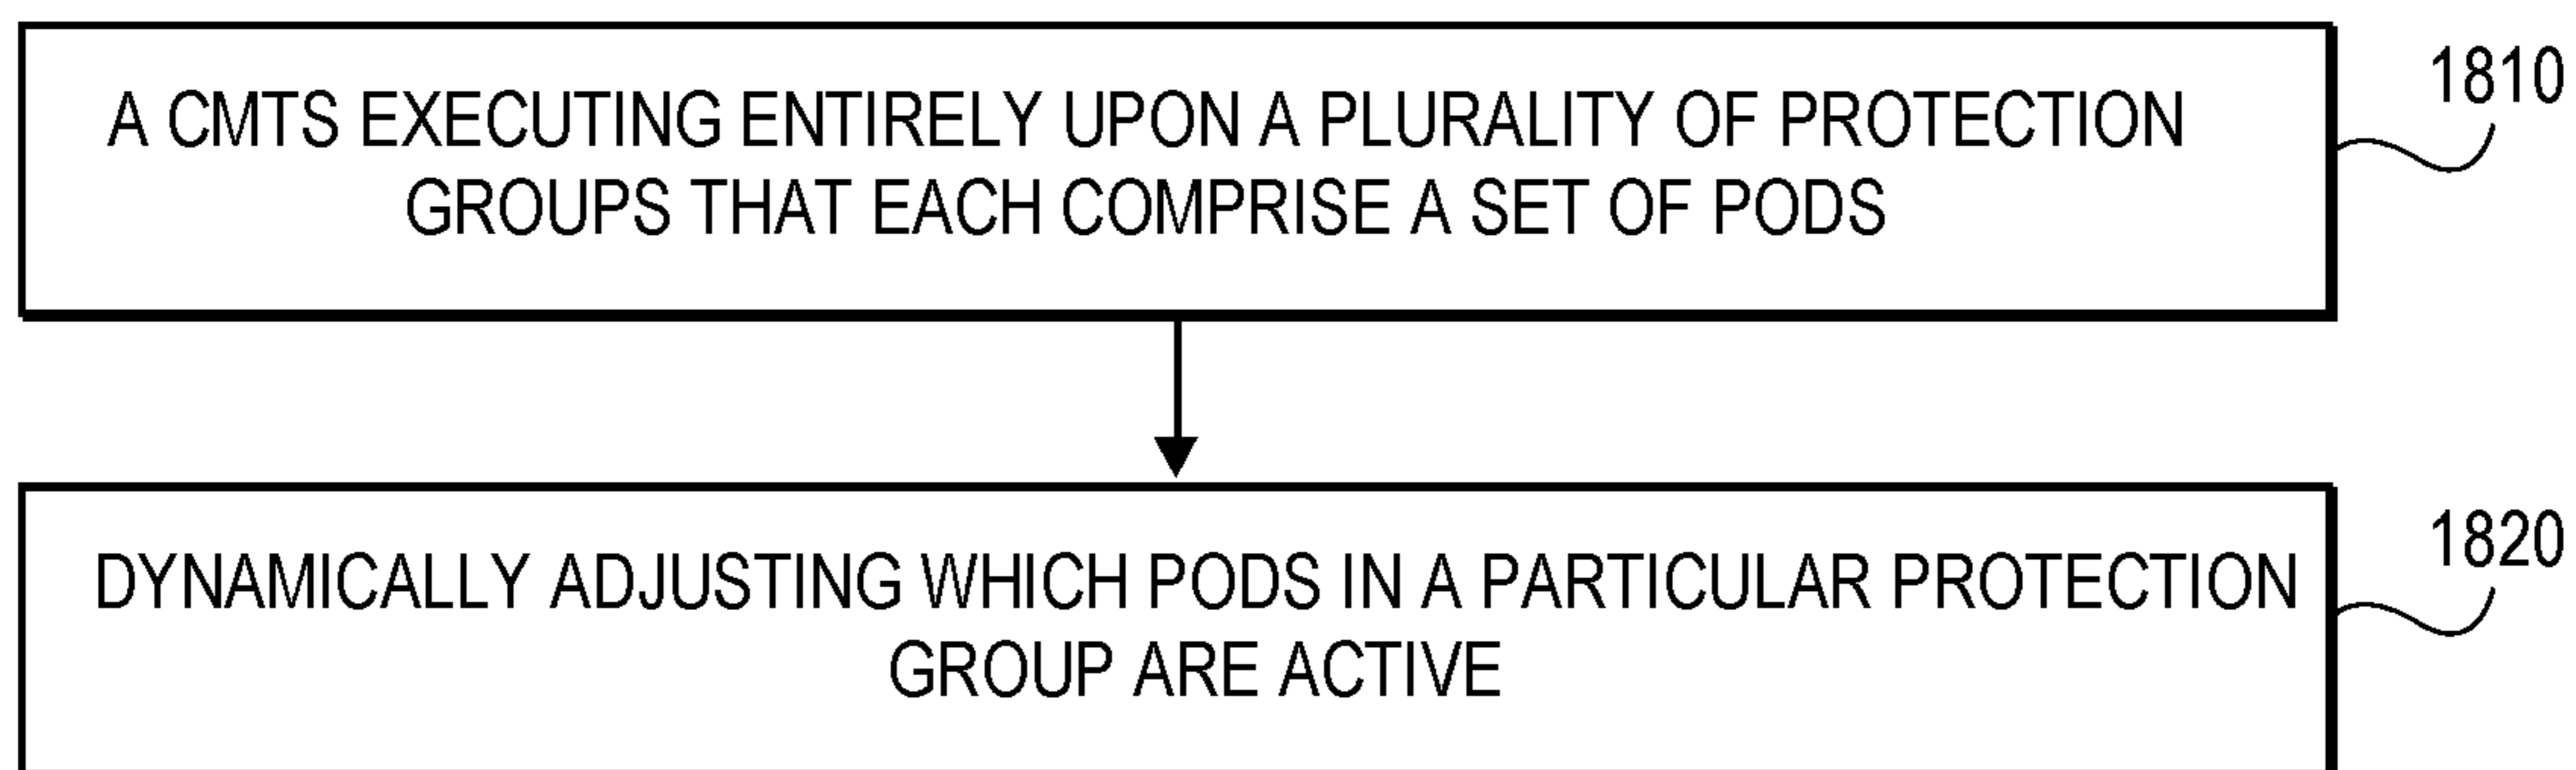 A CMTS EXECUTING ENTIRELY UPON A PLURALITY OF PROTECTION
GROUPS THAT EACH COMPRISE A SET OF PODS
1810
DYNAMICALLY ADJUSTING WHICH PODS IN A PARTICULAR PROTECTION
GROUP ARE ACTIVE
1820